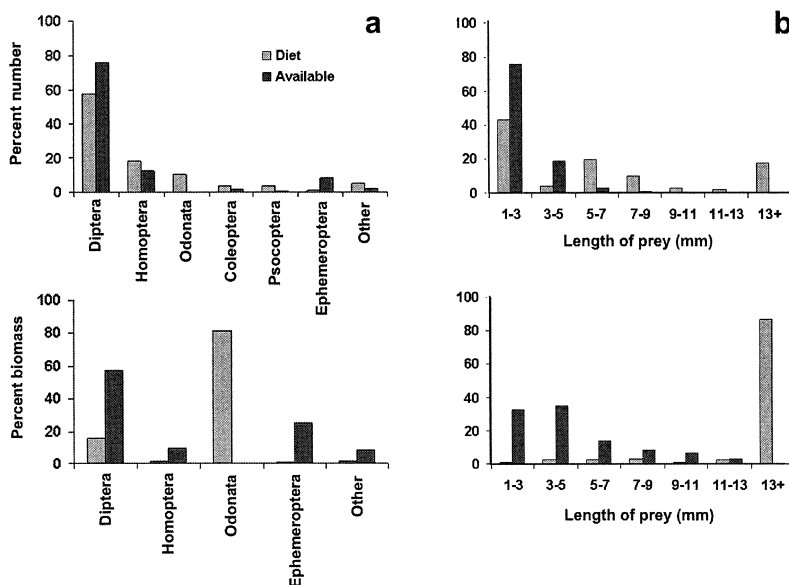 a
Percent number
100
80
60
40
20
0
Diet
Available
Diptera
Homoptera
Odonata
Coleoptera
Psocoptera
Ephemeroptera
Other
b
100
80
60
40
20
0
1-3 3-5 5-7 7-9 9-11 11-13 13+
Length of prey (mm)
Percent biomass
100
80
60
40
20
0
Diptera
Homoptera
Odonata
Ephemeroptera
Other
100
80
60
40
20
0
1-3 3-5 5-7 7-9 9-11 11-13 13+
Length of prey (mm)